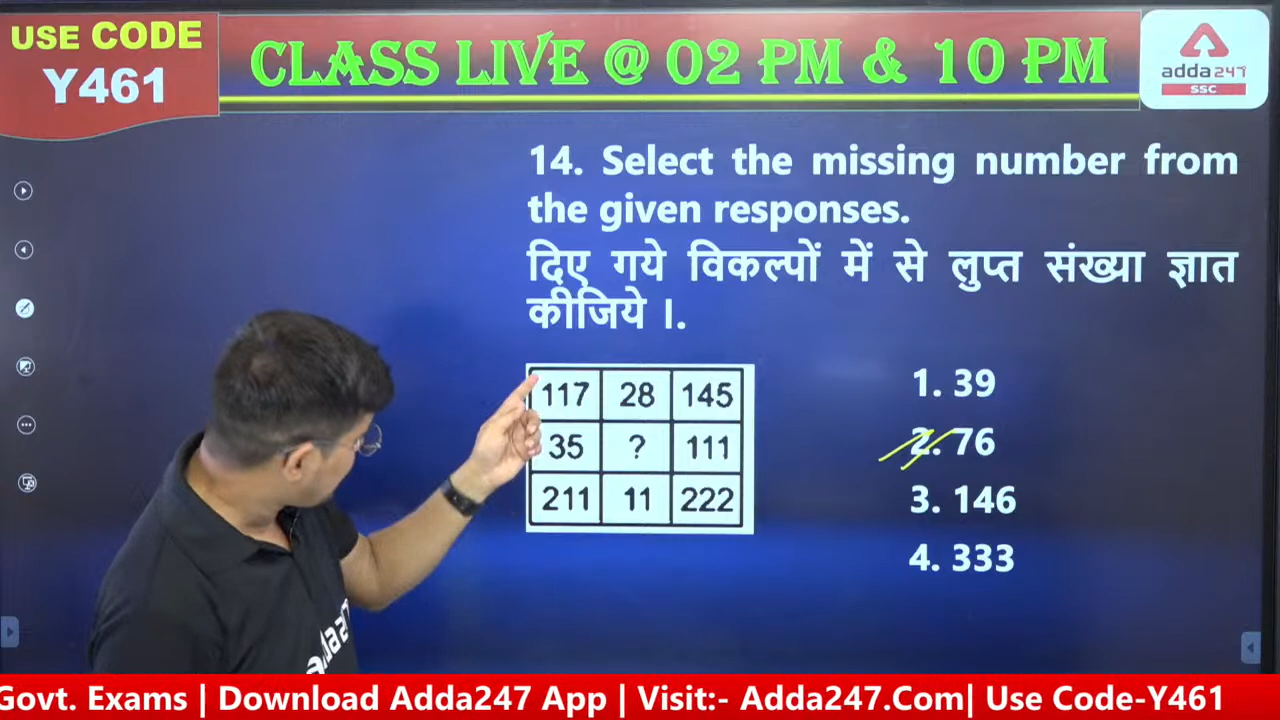 USE CODE
Y461
CLASS LIVE @ 02 PM & 10 PM
adda247
SSC
14. Select the missing number from
the given responses.
दिए गये विकल्पों में से लुप्त संख्या ज्ञात
कीजिये ।.
117 28 145
35 ? 111
211 11 222
1. 39
2. 76
3. 146
4. 333
Govt. Exams | Download Adda247 App | Visit:- Adda247.Com| Use Code-Y461